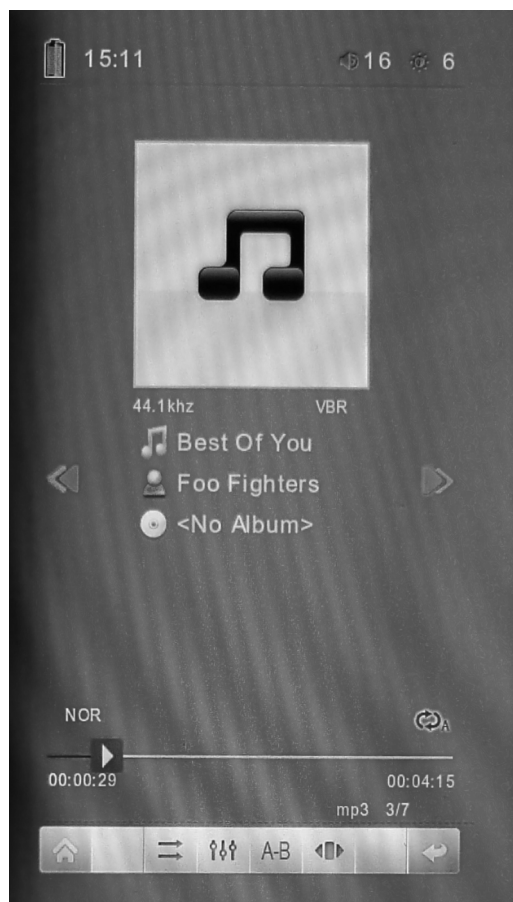 15:11 16 6
44.1khz VBR
Best Of You
Foo Fighters
<No Album>
NOR
A
00:00:29 00:04:15
mp3 3/7
A-B